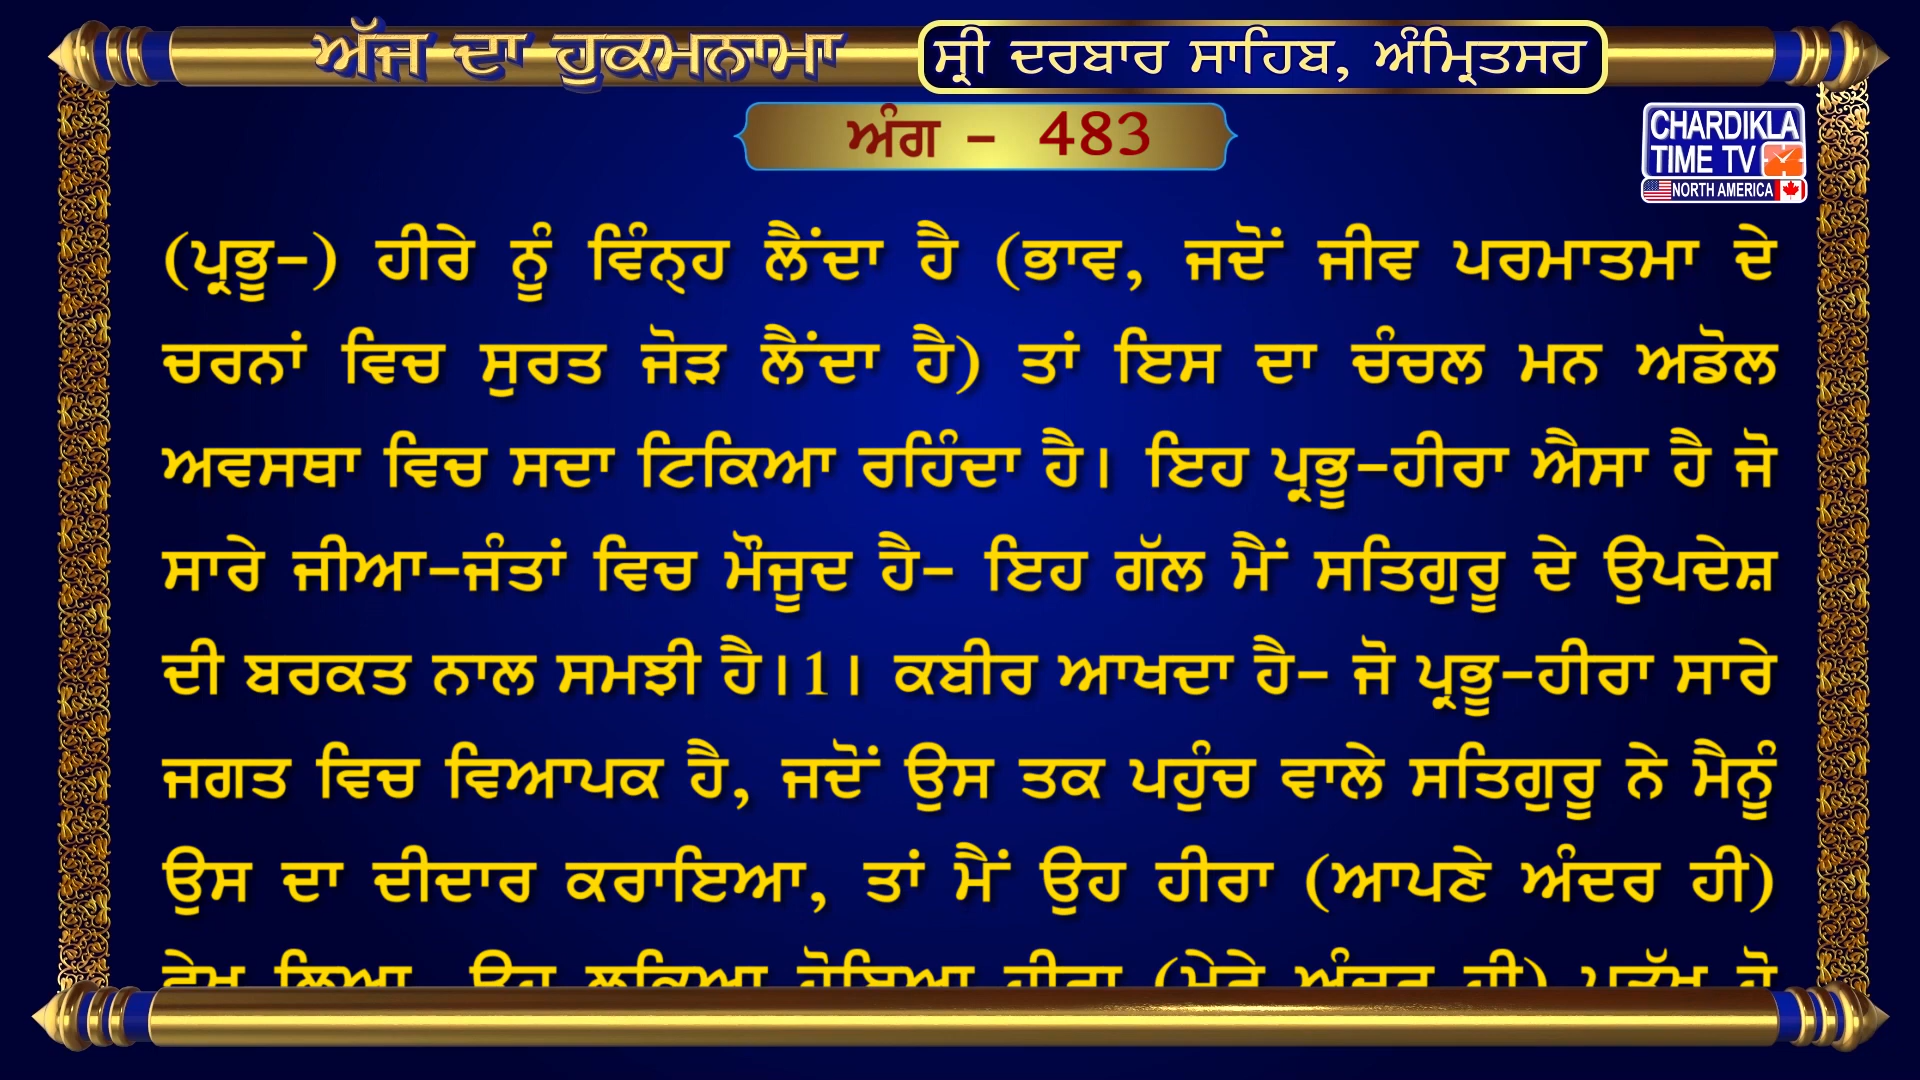 ਅੱਜ ਦਾ ਹੁਕਮਨਾਮਾ
ਸ੍ਰੀ ਦਰਬਾਰ ਸਾਹਿਬ, ਅੰਮ੍ਰਿਤਸਰ
ਅੰਗ - 483
CHARDIKLA
TIME TV
NORTH AMERICA
(ਪ੍ਰਭੂ-) ਹੀਰੇ ਨੂੰ ਵਿੰਨ੍ਹ ਲੈਂਦਾ ਹੈ (ਭਾਵ, ਜਦੋਂ ਜੀਵ ਪਰਮਾਤਮਾ ਦੇ
ਚਰਨਾਂ ਵਿਚ ਸੁਰਤ ਜੋੜ ਲੈਂਦਾ ਹੈ) ਤਾਂ ਇਸ ਦਾ ਚੰਚਲ ਮਨ ਅਡੋਲ
ਅਵਸਥਾ ਵਿਚ ਸਦਾ ਟਿਕਿਆ ਰਹਿੰਦਾ ਹੈ। ਇਹ ਪ੍ਰਭੂ-ਹੀਰਾ ਐਸਾ ਹੈ ਜੋ
ਸਾਰੇ ਜੀਆ-ਜੰਤਾਂ ਵਿਚ ਮੌਜੂਦ ਹੈ- ਇਹ ਗੱਲ ਮੈਂ ਸਤਿਗੁਰੂ ਦੇ ਉਪਦੇਸ਼
ਦੀ ਬਰਕਤ ਨਾਲ ਸਮਝੀ ਹੈ।1। ਕਬੀਰ ਆਖਦਾ ਹੈ- ਜੋ ਪ੍ਰਭੂ-ਹੀਰਾ ਸਾਰੇ
ਜਗਤ ਵਿਚ ਵਿਆਪਕ ਹੈ, ਜਦੋਂ ਉਸ ਤਕ ਪਹੁੰਚ ਵਾਲੇ ਸਤਿਗੁਰੂ ਨੇ ਮੈਨੂੰ
ਉਸ ਦਾ ਦੀਦਾਰ ਕਰਾਇਆ, ਤਾਂ ਮੈਂ ਉਹ ਹੀਰਾ (ਆਪਣੇ ਅੰਦਰ ਹੀ)
ਲਿਆ ਹੋਇਆ ਹੀਰਾ (ਮੇਰੇ ਅੰਦਰ ਹੀ) ਹੋ